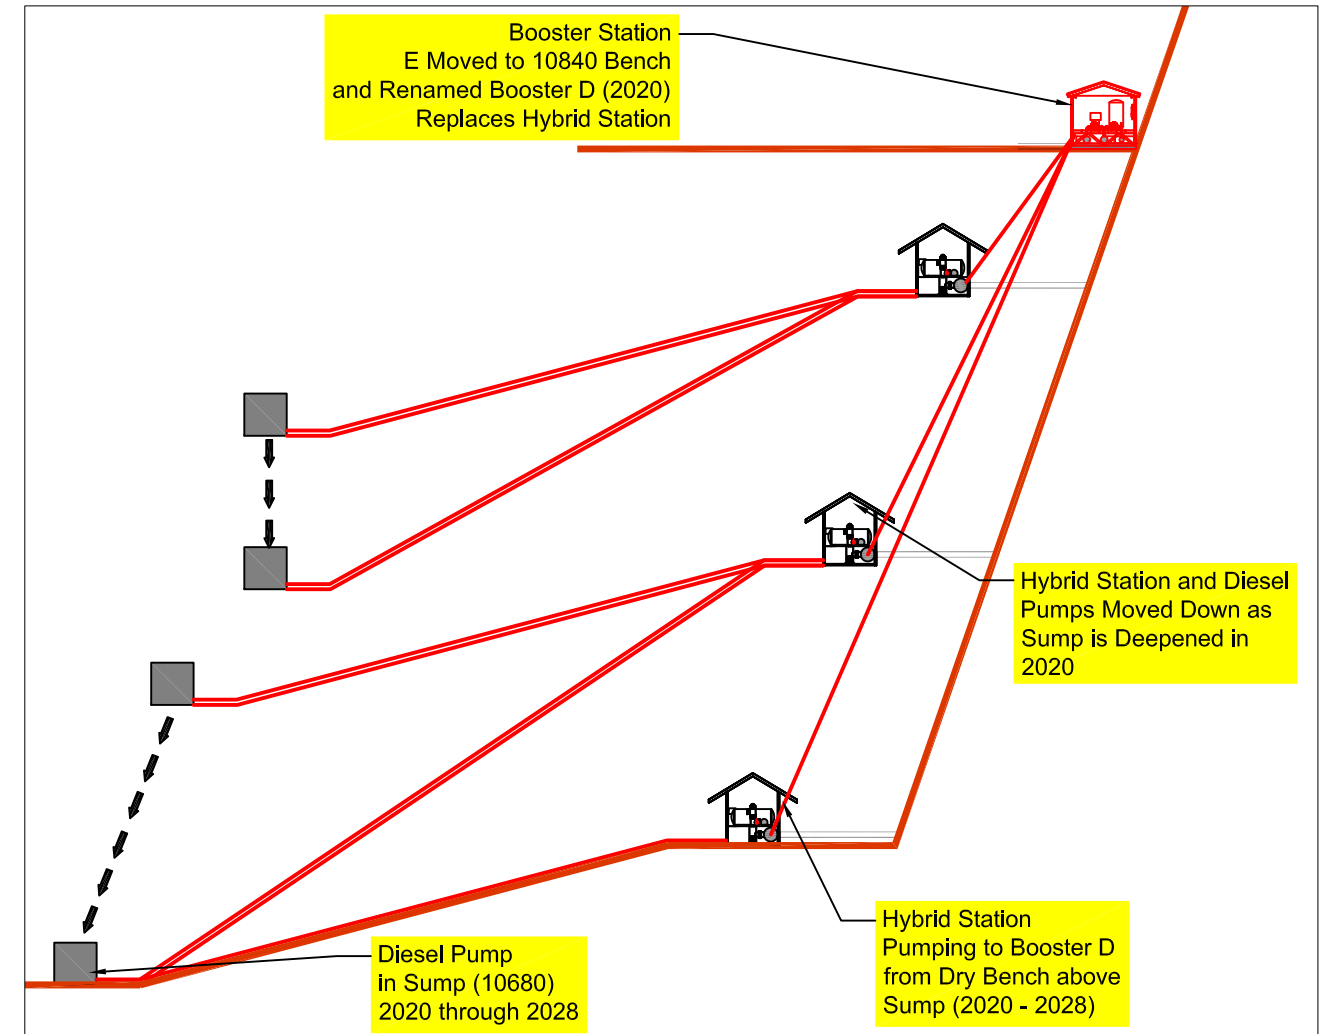 Booster Station
E Moved to 10840 Bench
and Renamed Booster D (2020)
Replaces Hybrid Station
Hybrid Station and Diesel
Pumps Moved Down as
Sump is Deepened in
2020
Hybrid Station
Pumping to Booster D
from Dry Bench above
Sump (2020 - 2028)
Diesel Pump
in Sump (10680)
2020 through 2028